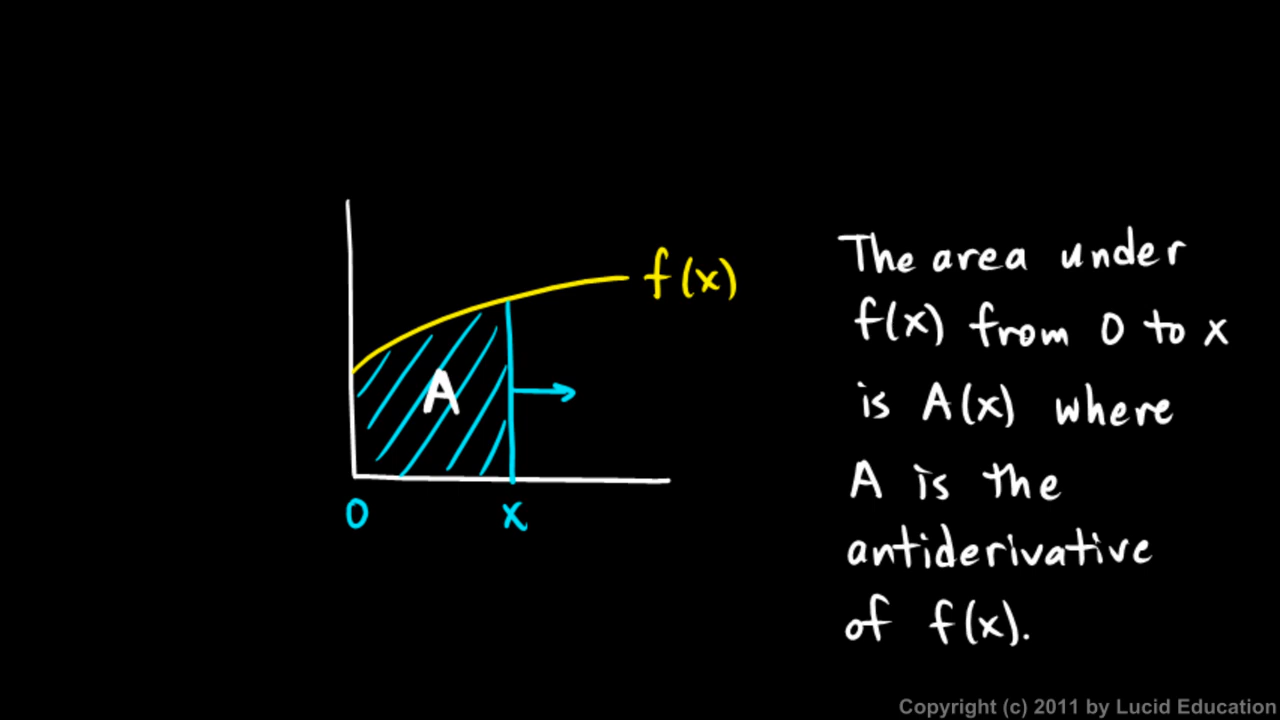 f(x)
A
0 x
The area under
f(x) from 0 to x
is A(x) where
A is the
antiderivative
of f(x).
Copyright (c) 2011 by Lucid Education